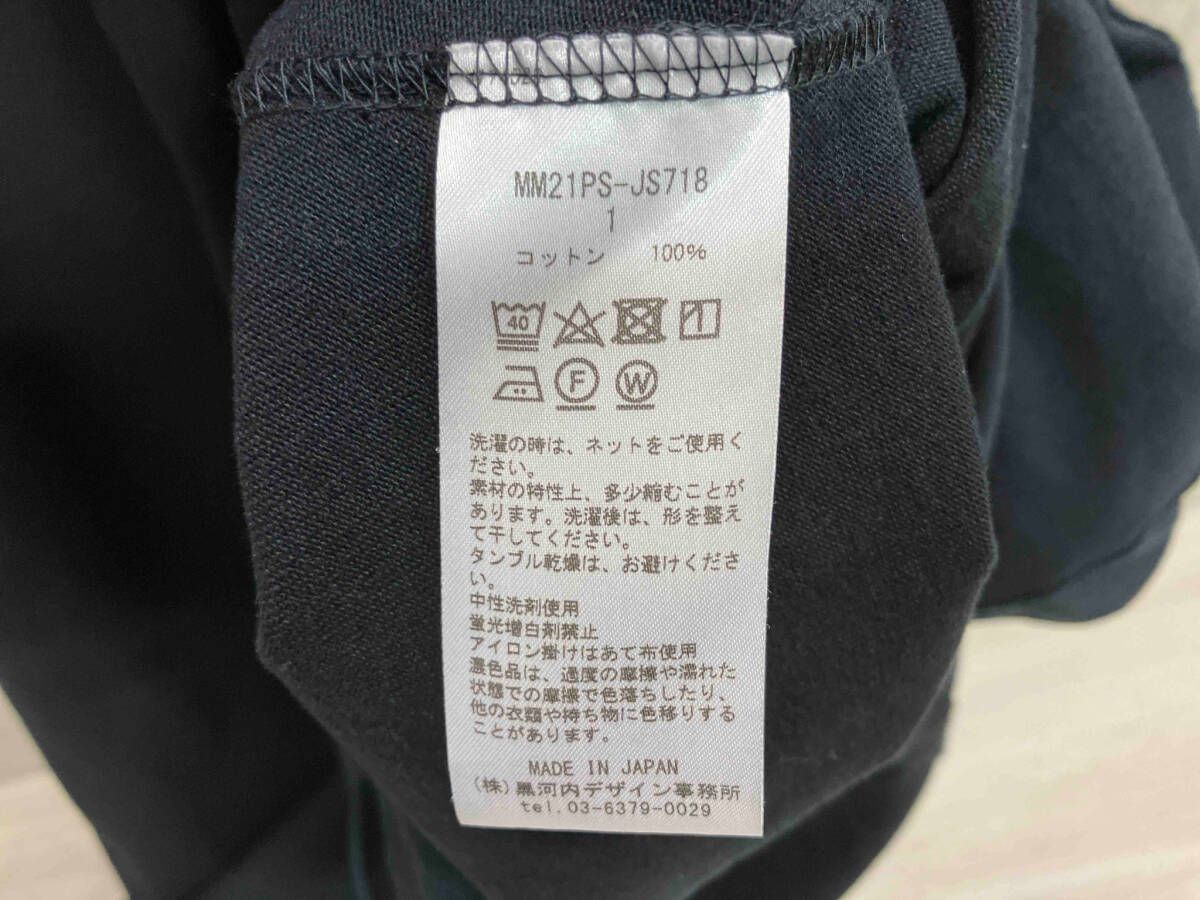 MM21PS-JS718
1
コットン 100%
40
F W
洗濯の時は、ネットをご使用く
ださい。
素材の特性上、多少縮むことが
あります。洗濯後は、形を整え
て干してください。
タンブル乾燥は、お避けくださ
い。
中性洗剤使用
蛍光増白剤禁止
アイロン掛けはあて布使用
濃色品は、過度の摩擦や濡れた
状態での摩擦で色落ちしたり、
他の衣類や持ち物に色移りする
ことがあります。
MADE IN JAPAN
(株)黒河内デザイン事務所
tel.03-6379-0029